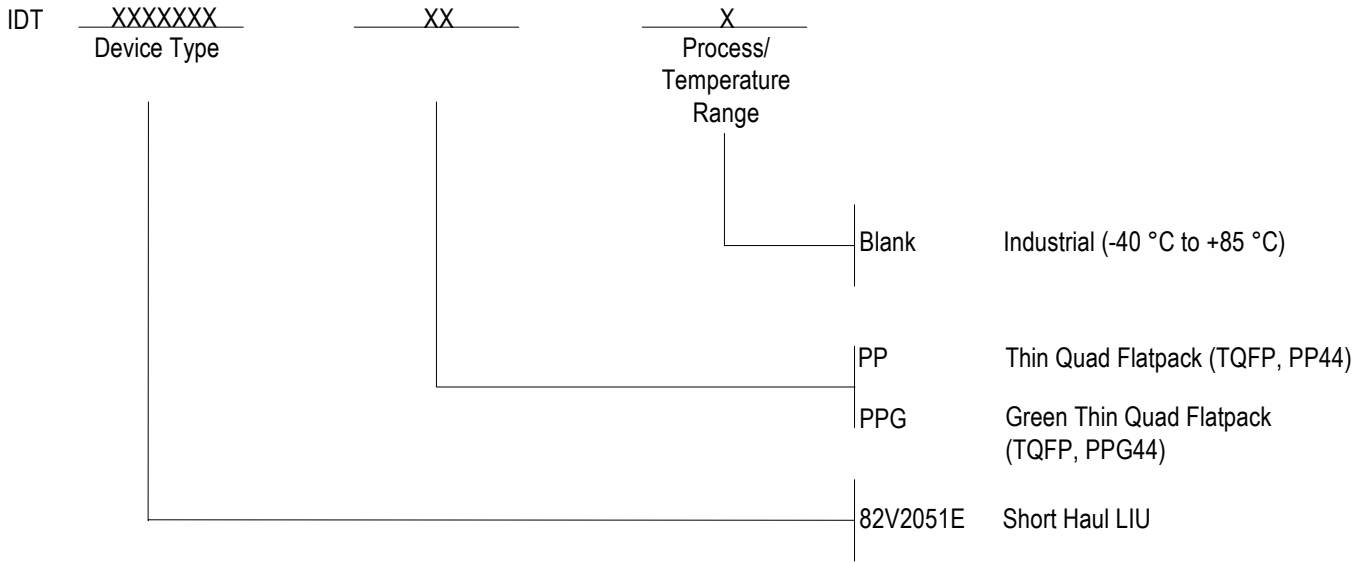 IDT XXXXXXX XX X
Device Type Process/
Temperature
Range
Blank Industrial (-40 °C to +85 °C)
PP Thin Quad Flatpack (TQFP, PP44)
PPG Green Thin Quad Flatpack
(TQFP, PPG44)
82V2051E Short Haul LIU